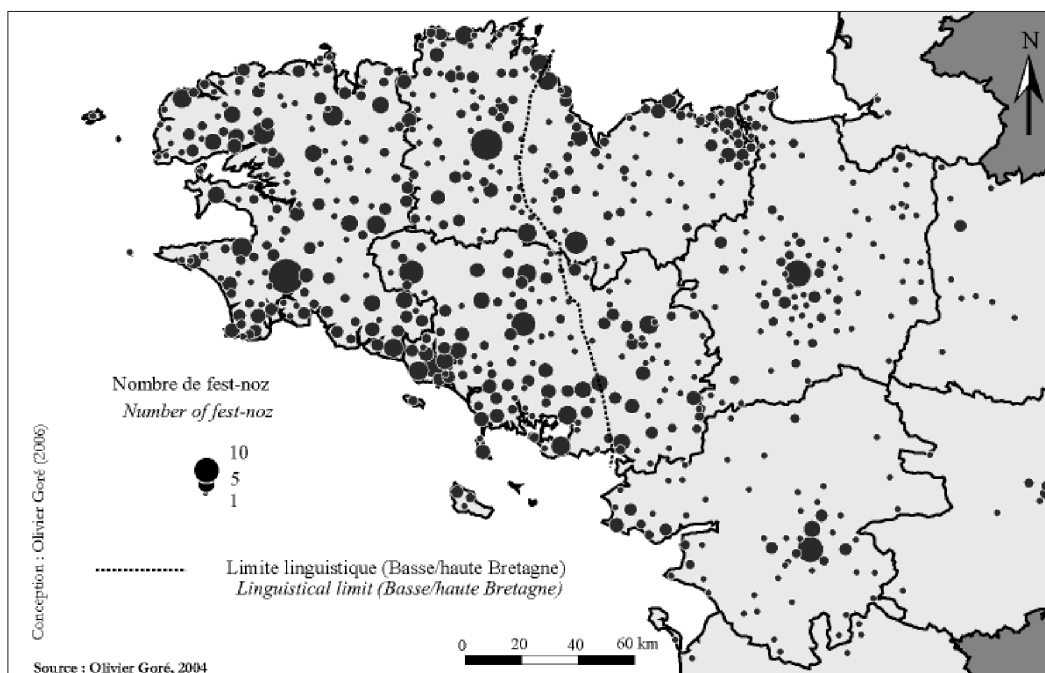 N
Nombre de fest-noz
Number of fest-noz
10
5
1
Limite linguistique (Basse/haute Bretagne)
Linguistical limit (Basse/haute Bretagne)
0 20 40 60 km
Conception : Olivier Goré (2006)
Source : Olivier Goré, 2004